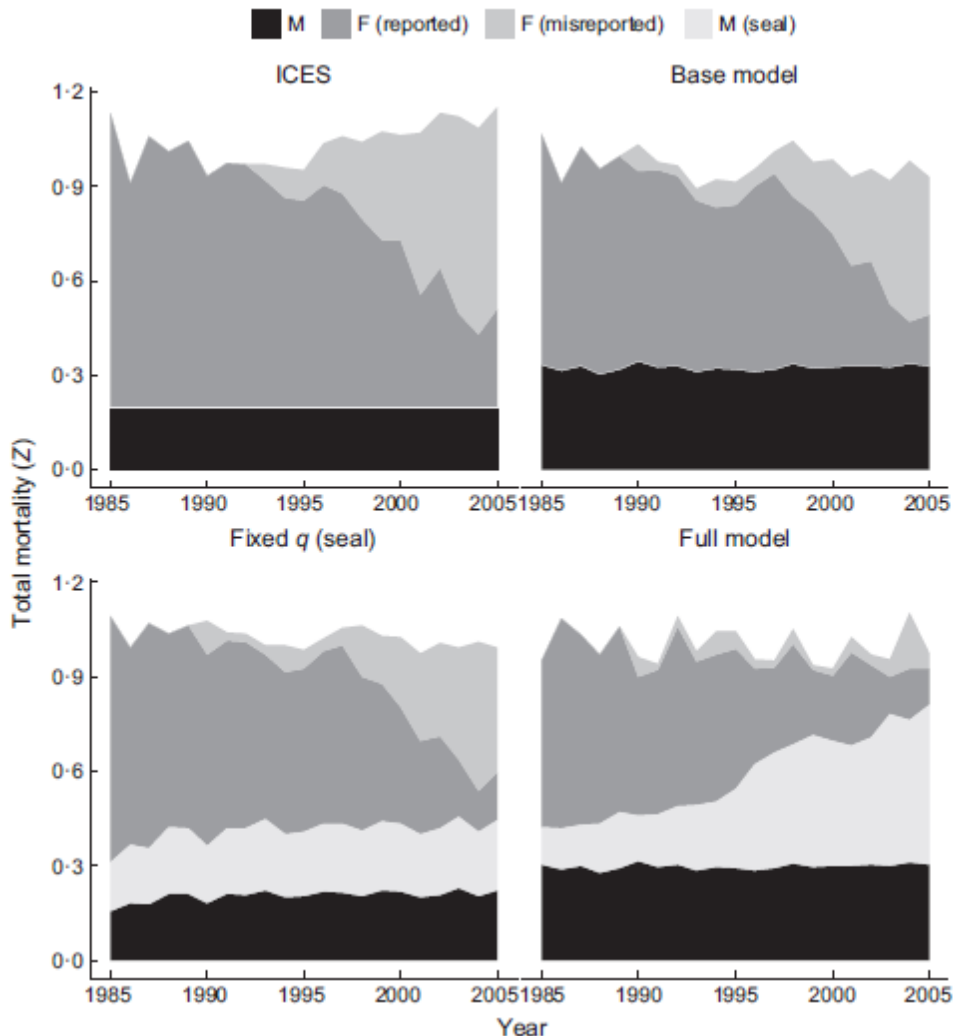 M F (reported) F (misreported) M (seal)
ICES Base model
1·2
0·9
0·6
0·3
0·0
1985 1990 1995 2000 2005 1985 1990 1995 2000 2005
Total mortality (Z)
Fixed q (seal) Full model
1·2
0·9
0·6
0·3
0·0
1985 1990 1995 2000 2005 1985 1990 1995 2000 2005
Year